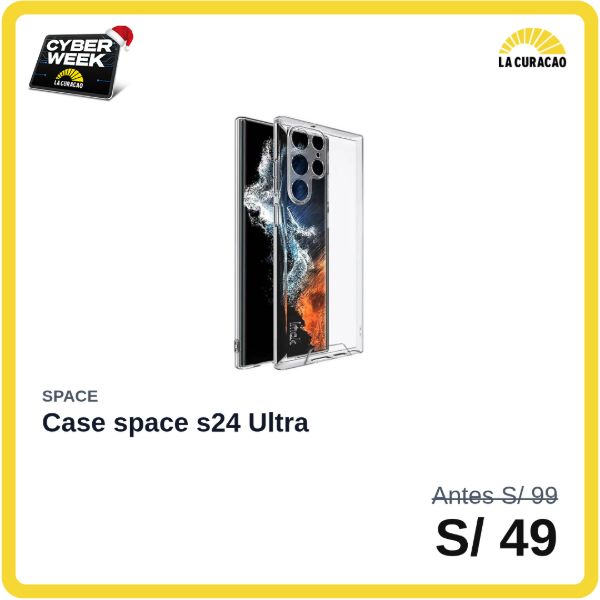 CYBER
WEEK
LA CURACAO
LA CURACAO
SPACE
Case space s24 Ultra
Antes S/ 99
S/ 49